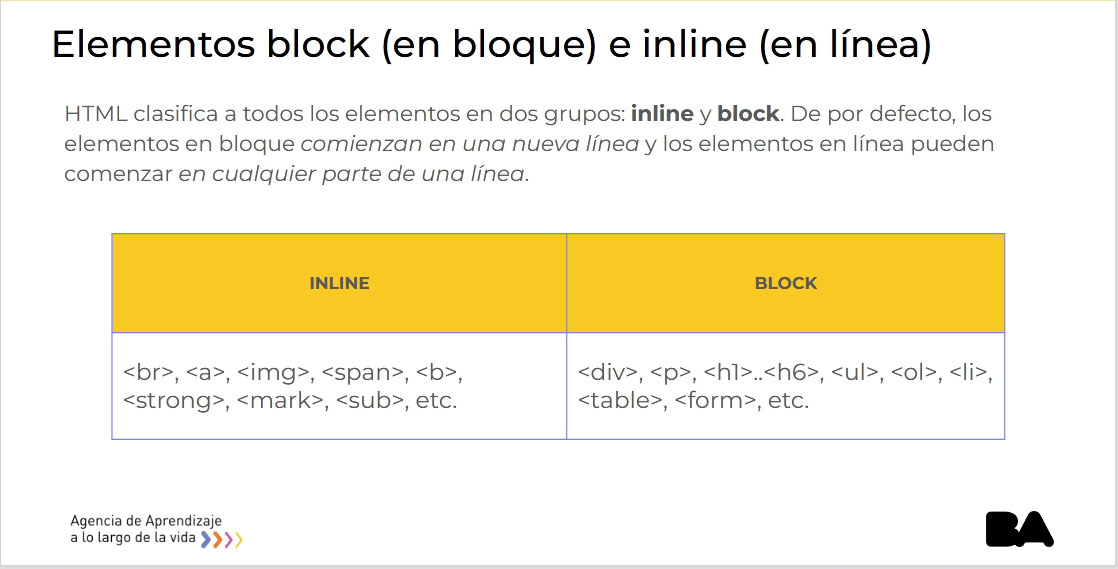 Elementos block (en bloque) e inline (en línea)
HTML clasifica a todos los elementos en dos grupos: inline y block. De por defecto, los
elementos en bloque comienzan en una nueva línea y los elementos en línea pueden
comenzar en cualquier parte de una línea.
INLINE
BLOCK
<br>, <a>, <img>, <span>, <b>,
<strong>, <mark>, <sub>, etc.
<div>, <p>, <h1>..<h6>, <ul>, <ol>, <li>,
<table>, <form>, etc.
Agencia de Aprendizaje
a lo largo de la vida
BA